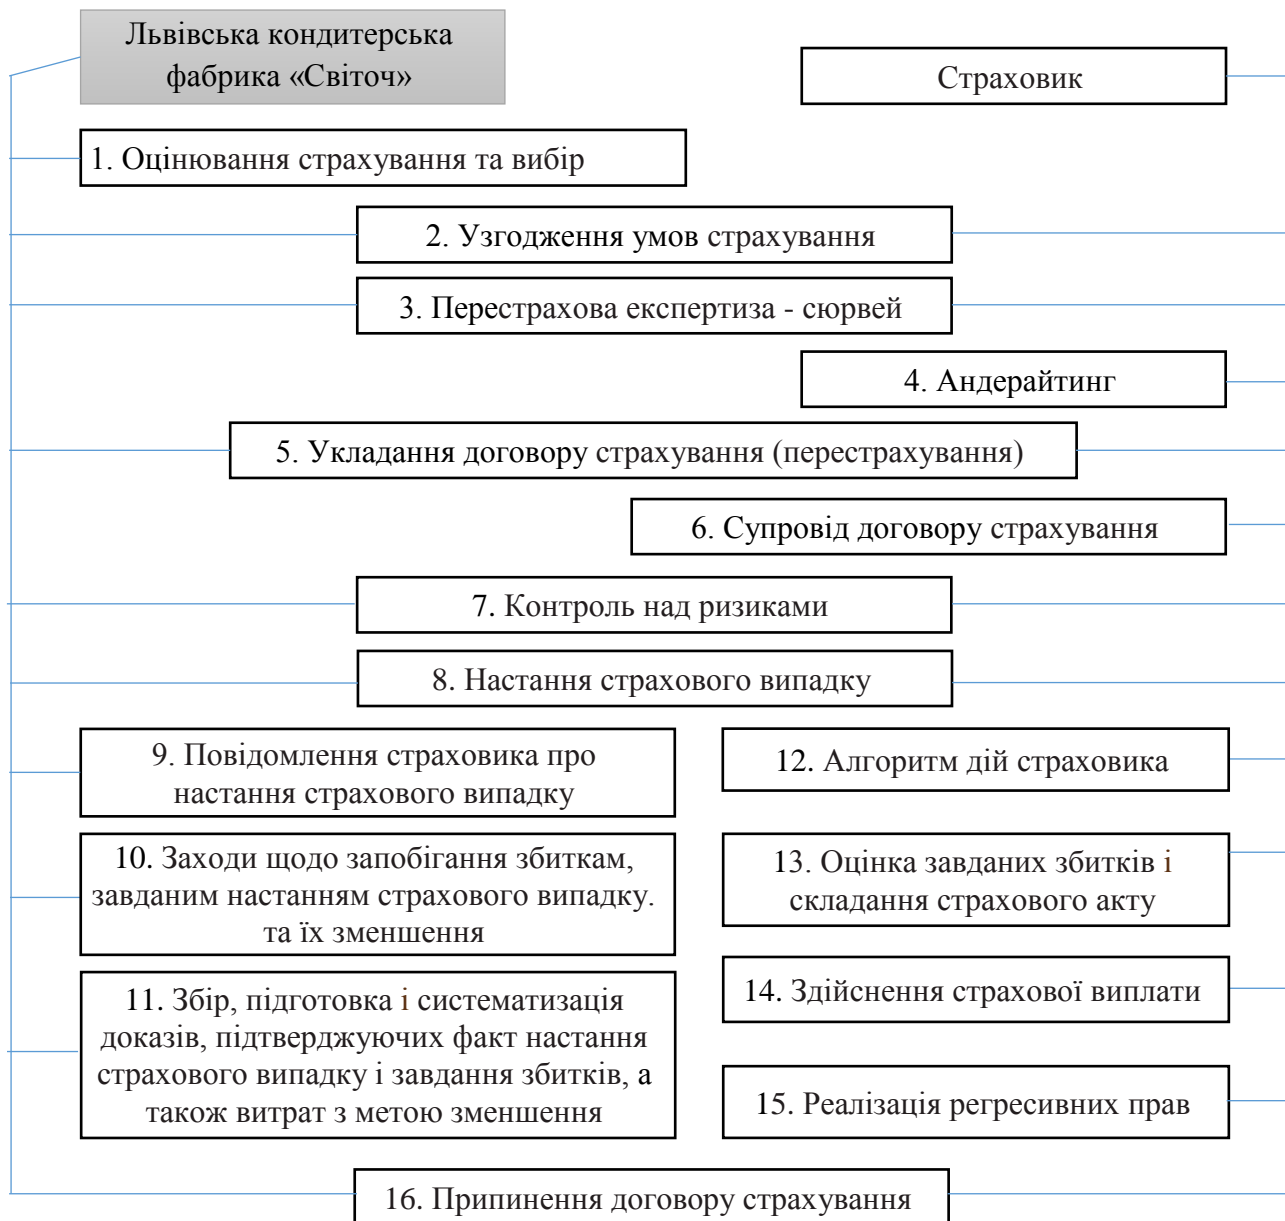 Львівська кондитерська
фабрика «Світоч»
Страховик
1. Оцінювання страхування та вибір
2. Узгодження умов страхування
3. Перестрахова експертиза - сюрвей
4. Андерайтинг
5. Укладання договору страхування (перестрахування)
6. Супровід договору страхування
7. Контроль над ризиками
8. Настання страхового випадку
9. Повідомлення страховика про
настання страхового випадку
10. Заходи щодо запобігання збиткам,
завданим настанням страхового випадку.
та їх зменшення
11. Збір, підготовка і систематизація
доказів, підтверджуючих факт настання
страхового випадку і завдання збитків, а
також витрат з метою зменшення
12. Алгоритм дій страховика
13. Оцінка завданих збитків і
складання страхового акту
14. Здійснення страхової виплати
15. Реалізація регресивних прав
16. Припинення договору страхування